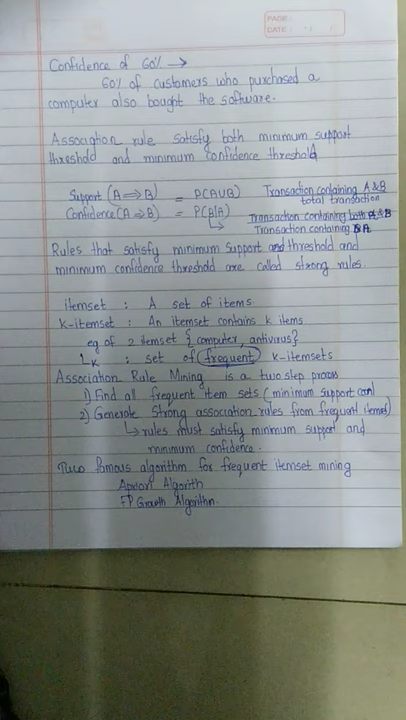 PAGE:
DATE: / /
Confidence of 60% →
60% of customers who purchased a
computer also bought the software.
Association rule satisfy both minimum support
threshold and minimum confidence threshold
Support (A⟹B) = P(A∪B) Transaction containing A & B
total transaction
Confidence(A⟹B) = P(B|A) Transaction containing both A & B
Transaction containing A
Rules that satisfy minimum support and threshold and
minimum confidence threshold are called strong rules.
itemset : A set of items
K-itemset : An itemset contains k items
eg of 2 itemset { computer, antivirus}
LK : set of frequent k-itemsets
Association Rule Mining is a two step process
1) Find all frequent item sets (minimum support
2) Generate Strong association rules from frequent itemset)
↳ rules must satisfy minimum support and
minimum confidence.
Two famous algorithm for frequent itemset mining
Apriori Algorith
FP Growth Algorithm.